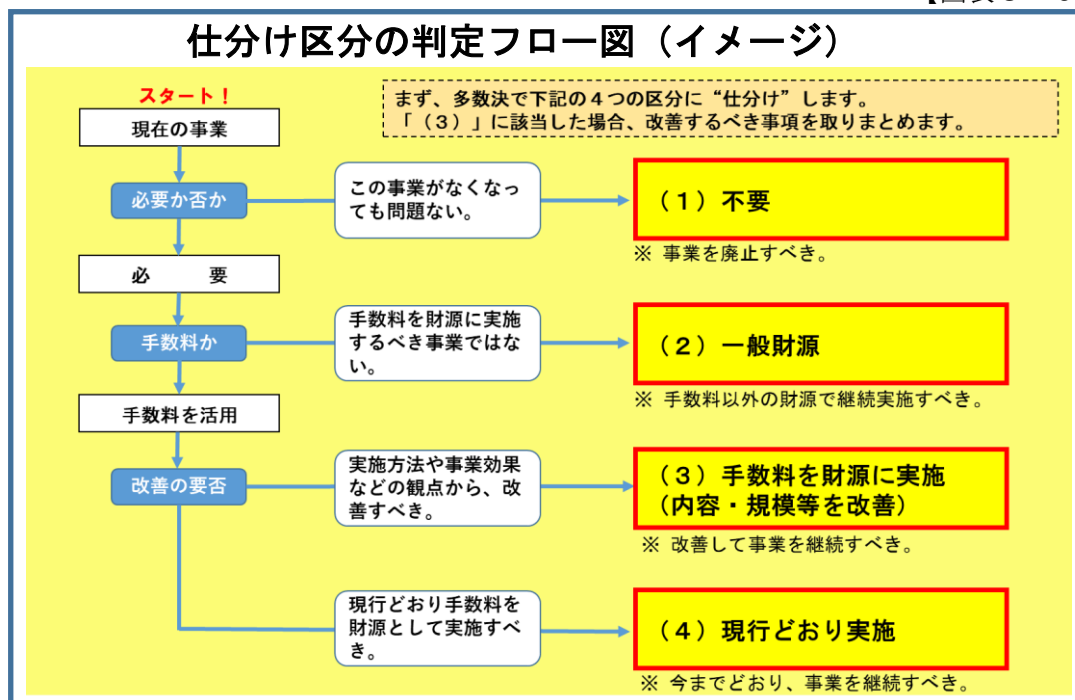 仕分け区分の判定フロー図（イメージ）
スタート！
まず、多数決で下記の４つの区分に“仕分け”します。
「（３）」に該当した場合、改善するべき事項を取りまとめます。
現在の事業
必要か否か
この事業がなくなっ
ても問題ない。
（１）不要
※ 事業を廃止すべき。
必　　要
手数料か
手数料を財源に実施
するべき事業ではな
い。
（２）一般財源
※ 手数料以外の財源で継続実施すべき。
手数料を活用
改善の要否
実施方法や事業効果
などの観点から、改
善すべき。
（３）手数料を財源に実施
（内容・規模等を改善）
※ 改善して事業を継続すべき。
現行どおり手数料を
財源として実施すべ
き。
（４）現行どおり実施
※ 今までどおり、事業を継続すべき。